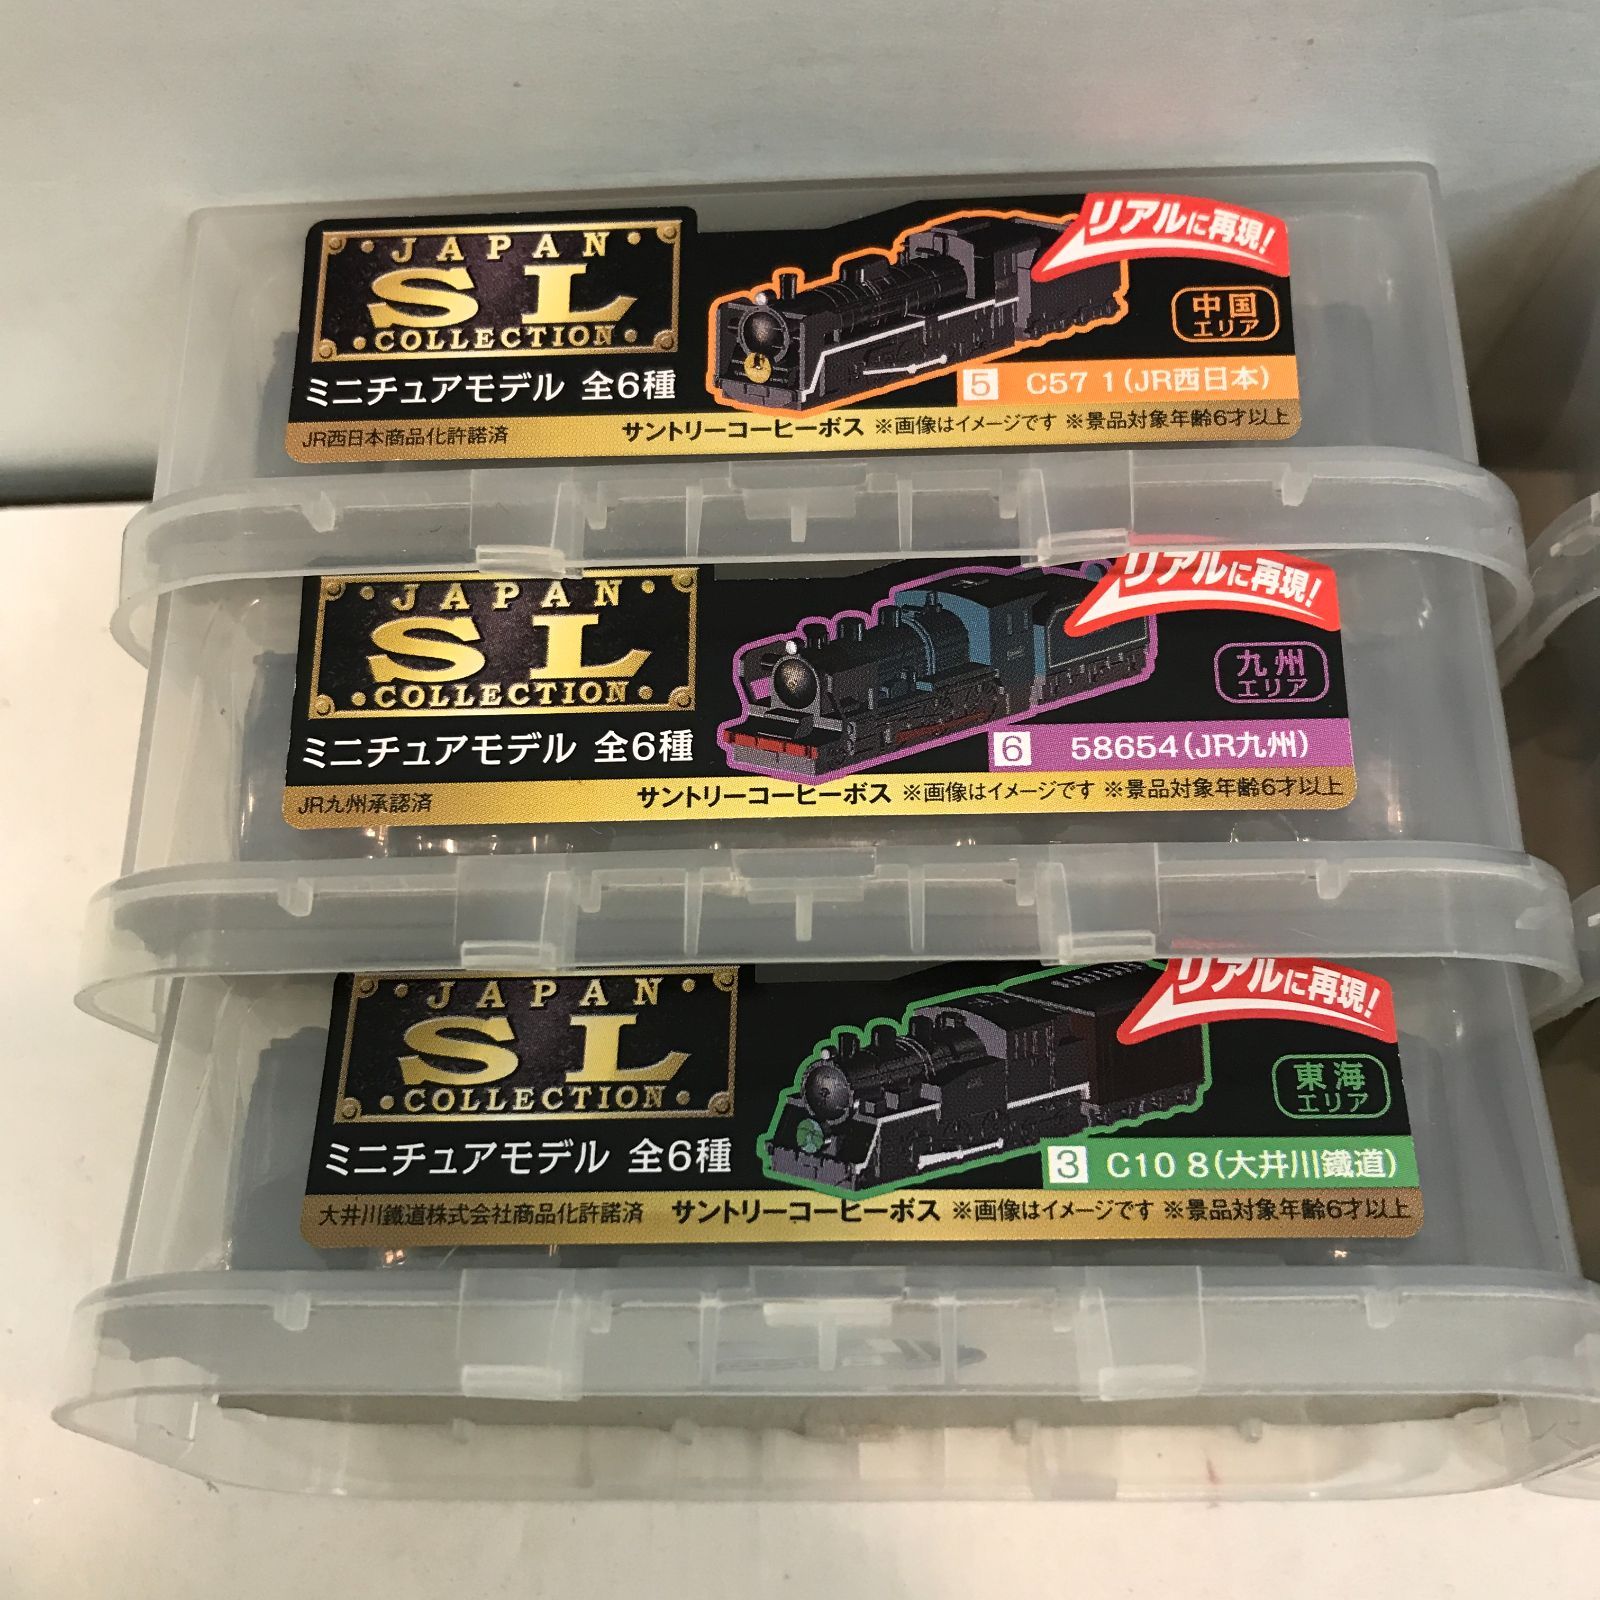 JAPAN
SL
COLLECTION
ミニチュアモデル 全6種
リアルに再現!
中国
エリア
5 C57 1(JR西日本)
JR西日本商品化許諾済 サントリーコーヒーボス ※画像はイメージです ※景品対象年齢6才以上
JAPAN
SL
COLLECTION
ミニチュアモデル 全6種
リアルに再現!
九州
エリア
6 58654(JR九州)
JR九州承認済 サントリーコーヒーボス ※画像はイメージです ※景品対象年齢6才以上
JAPAN
SL
COLLECTION
ミニチュアモデル 全6種
リアルに再現!
東海
エリア
3 C10 8(大井川鐵道)
大井川鐵道株式会社商品化許諾済 サントリーコーヒーボス ※画像はイメージです ※景品対象年齢6才以上